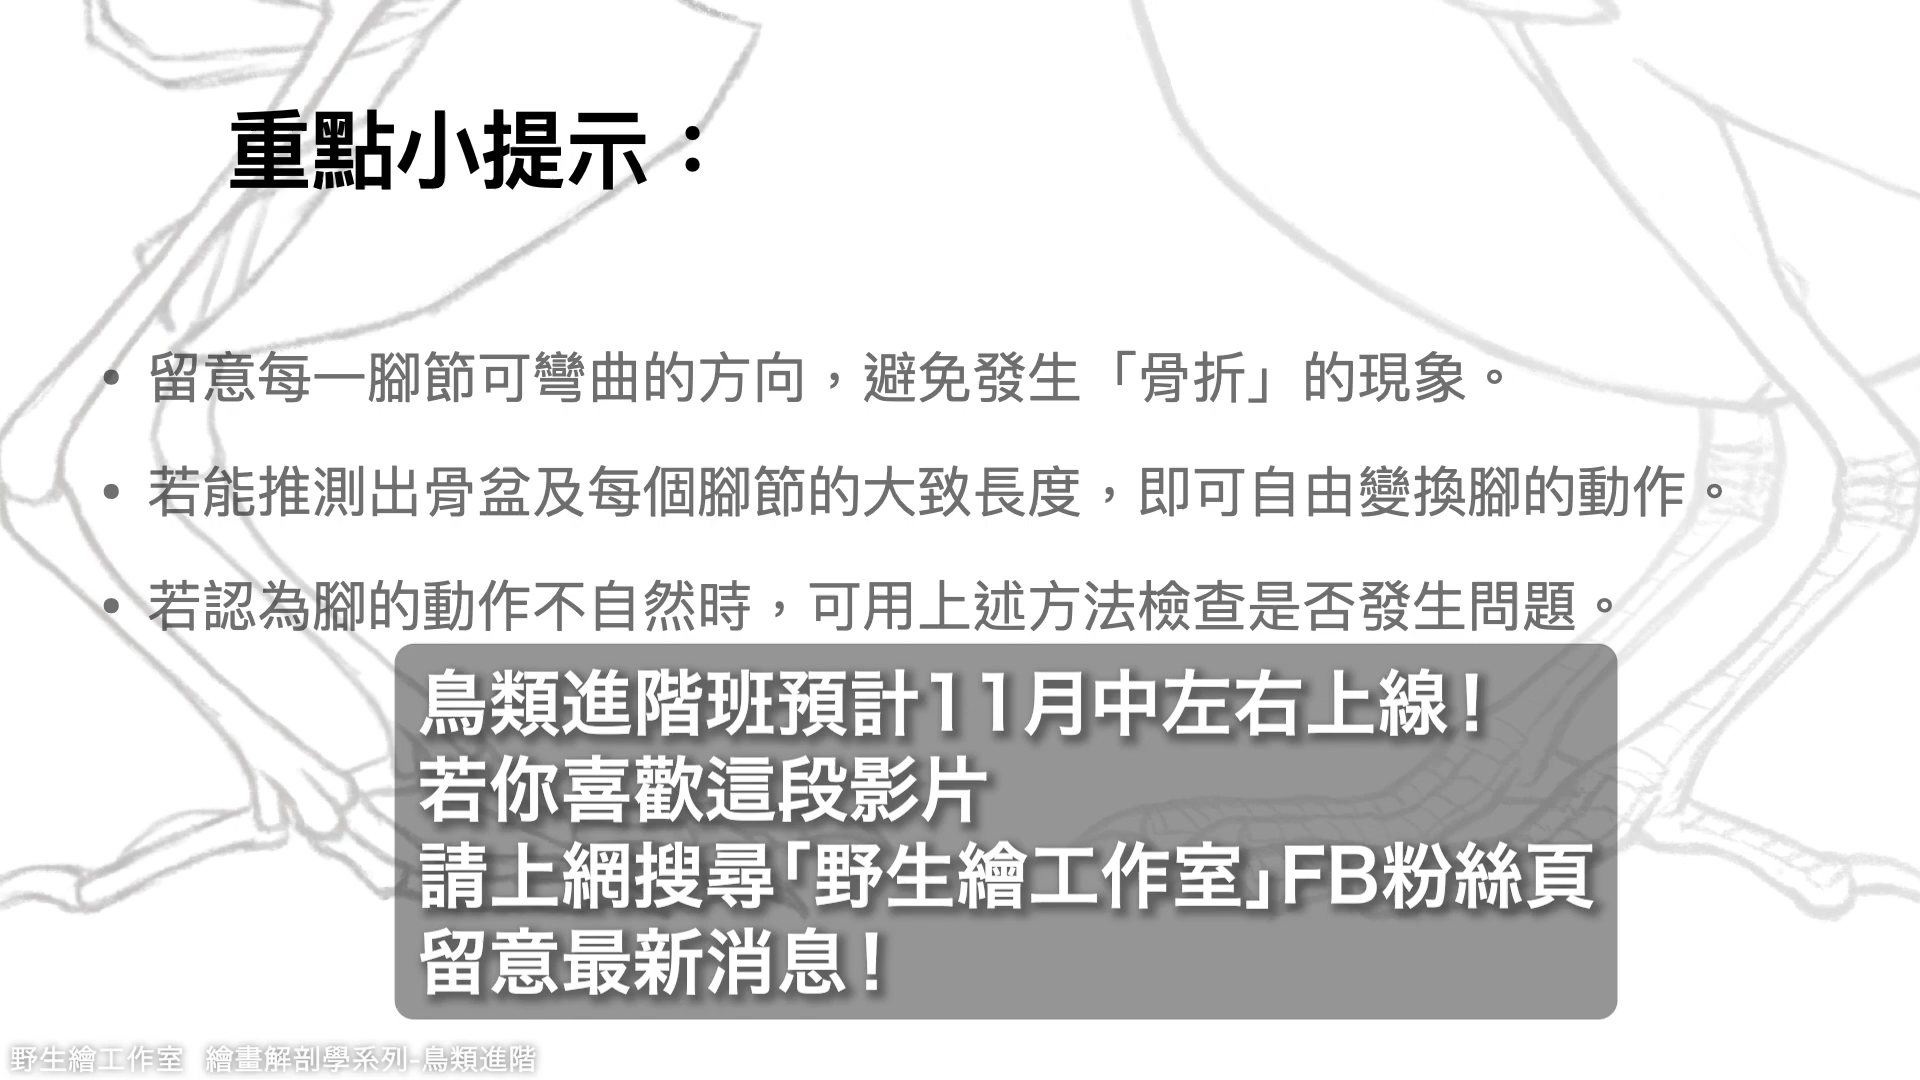 重點小提示：
• 留意每一腳節可彎曲的方向，避免發生「骨折」的現象。
• 若能推測出骨盆及每個腳節的大致長度，即可自由變換腳的動作。
• 若認為腳的動作不自然時，可用上述方法檢查是否發生問題。
鳥類進階班預計11月中左右上線！
若你喜歡這段影片
請上網搜尋「野生繪工作室」FB粉絲頁
留意最新消息！
野生繪工作室 繪畫解剖學系列-鳥類進階